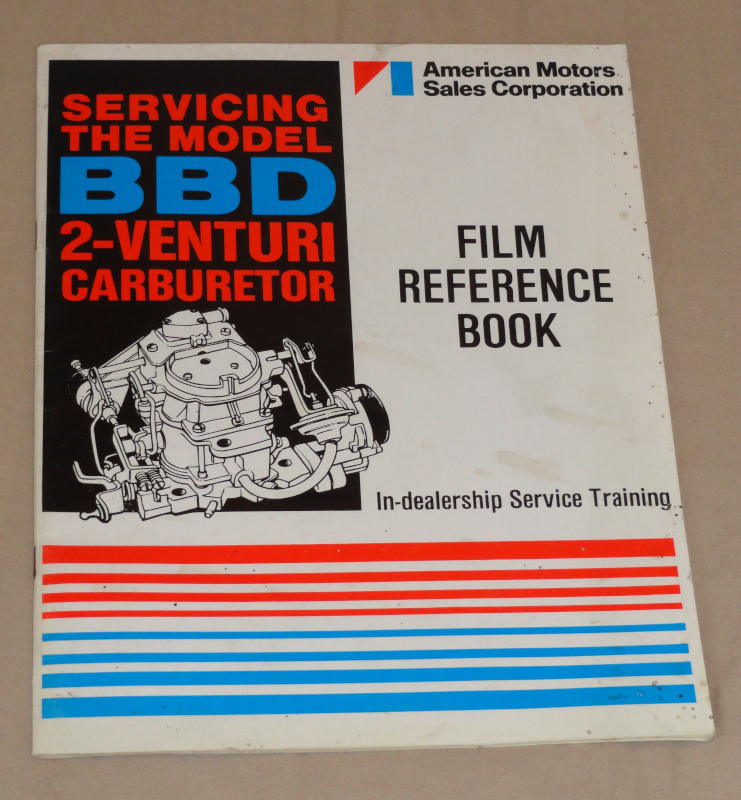 SERVICING
THE MODEL
BBD
2-VENTURI
CARBURETOR
American Motors
Sales Corporation
FILM
REFERENCE
BOOK
In-dealership Service Training